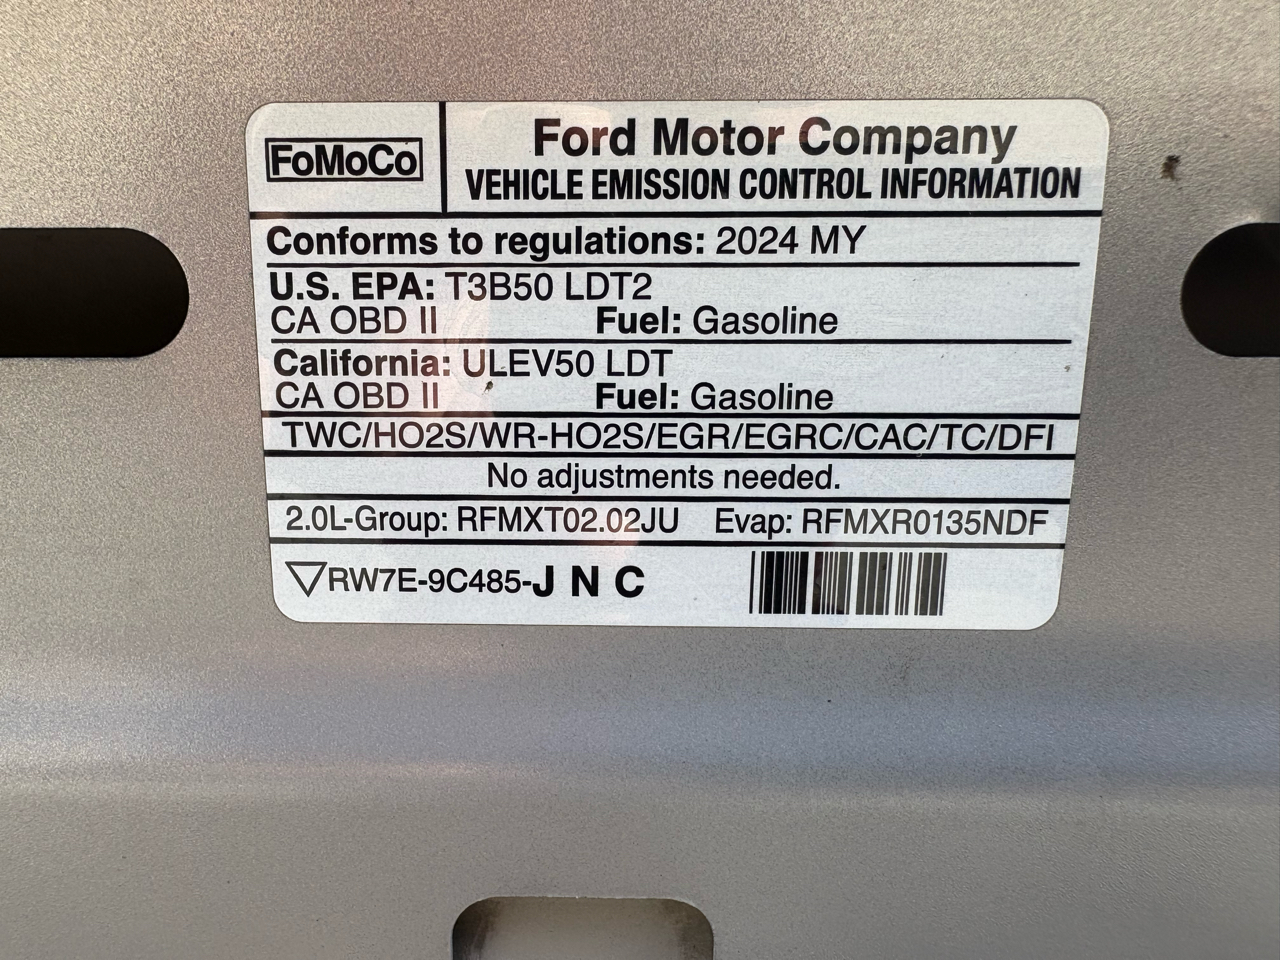 FoMoCo
Ford Motor Company
VEHICLE EMISSION CONTROL INFORMATION
Conforms to regulations: 2024 MY
U.S. EPA: T3B50 LDT2
CA OBD II Fuel: Gasoline
California: ULEV50 LDT
CA OBD II Fuel: Gasoline
TWC/HO2S/WR-HO2S/EGR/EGRC/CAC/TC/DFI
No adjustments needed.
2.0L-Group: RFMXT02.02JU Evap: RFMXR0135NDF
▽RW7E-9C485-J N C